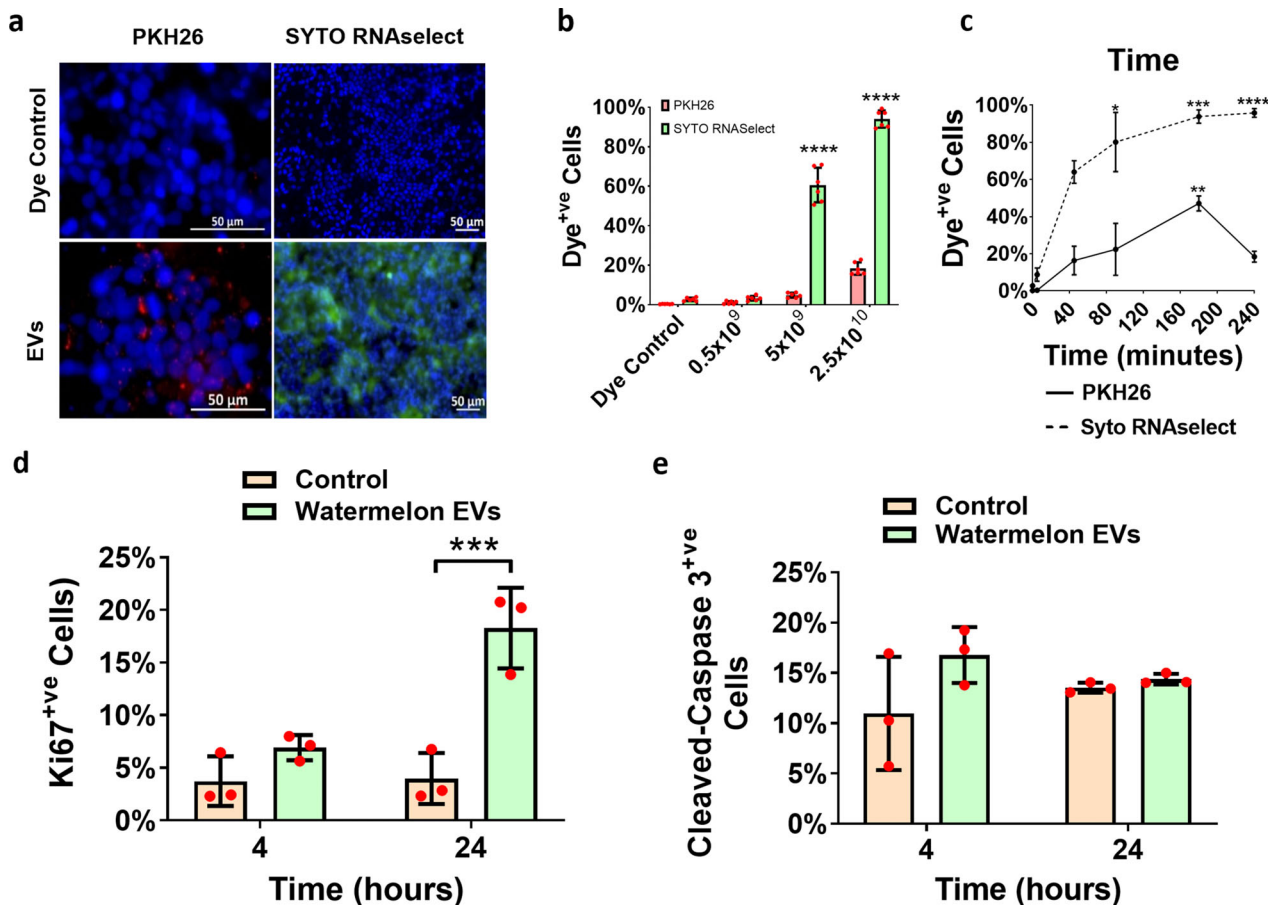 a
PKH26
SYTO RNAselect
Dye Control
EVs
50 µm
50 µm
50 µm
50 µm
b
Dye+ve Cells
100%
80%
60%
40%
20%
0%
PKH26
SYTO RNASelect
****
****
Dye Control
0.5x10^9
5x10^9
2.5x10^10
c
Time
Dye+ve Cells
100%
80%
60%
40%
20%
0%
*
***
****
**
0
40
80
120
160
200
240
Time (minutes)
PKH26
Syto RNAselect
d
Control
Watermelon EVs
Ki67+ve Cells
25%
20%
15%
10%
5%
0%
***
4
24
Time (hours)
e
Control
Watermelon EVs
Cleaved-Caspase 3+ve
Cells
25%
20%
15%
10%
5%
0%
4
24
Time (hours)